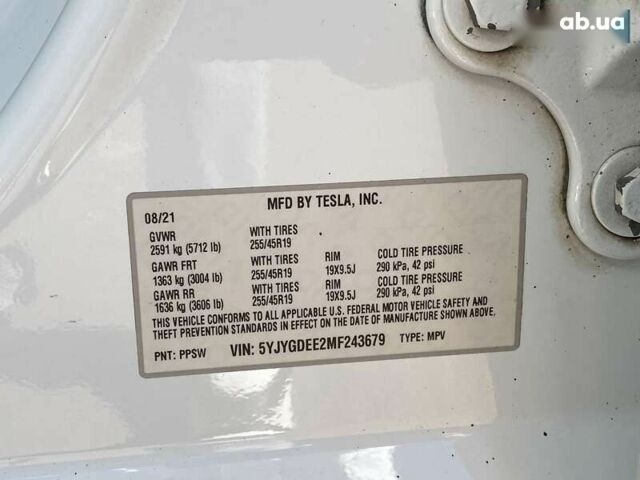 ab.ua
MFD BY TESLA, INC.
08/21
GVWR WITH TIRES
2591 kg (5712 lb) 255/45R19
GAWR FRT WITH TIRES RIM COLD TIRE PRESSURE
1363 kg (3004 lb) 255/45R19 19X9.5J 290 kPa, 42 psi
GAWR RR WITH TIRES RIM COLD TIRE PRESSURE
1636 kg (3606 lb) 255/45R19 19X9.5J 290 kPa, 42 psi
THIS VEHICLE CONFORMS TO ALL APPLICABLE U.S. FEDERAL MOTOR VEHICLE SAFETY AND
THEFT PREVENTION STANDARDS IN EFFECT ON THE DATE OF MANUFACTURE SHOWN ABOVE.
PNT: PPSW VIN: 5YJYGDEE2MF243679 TYPE: MPV